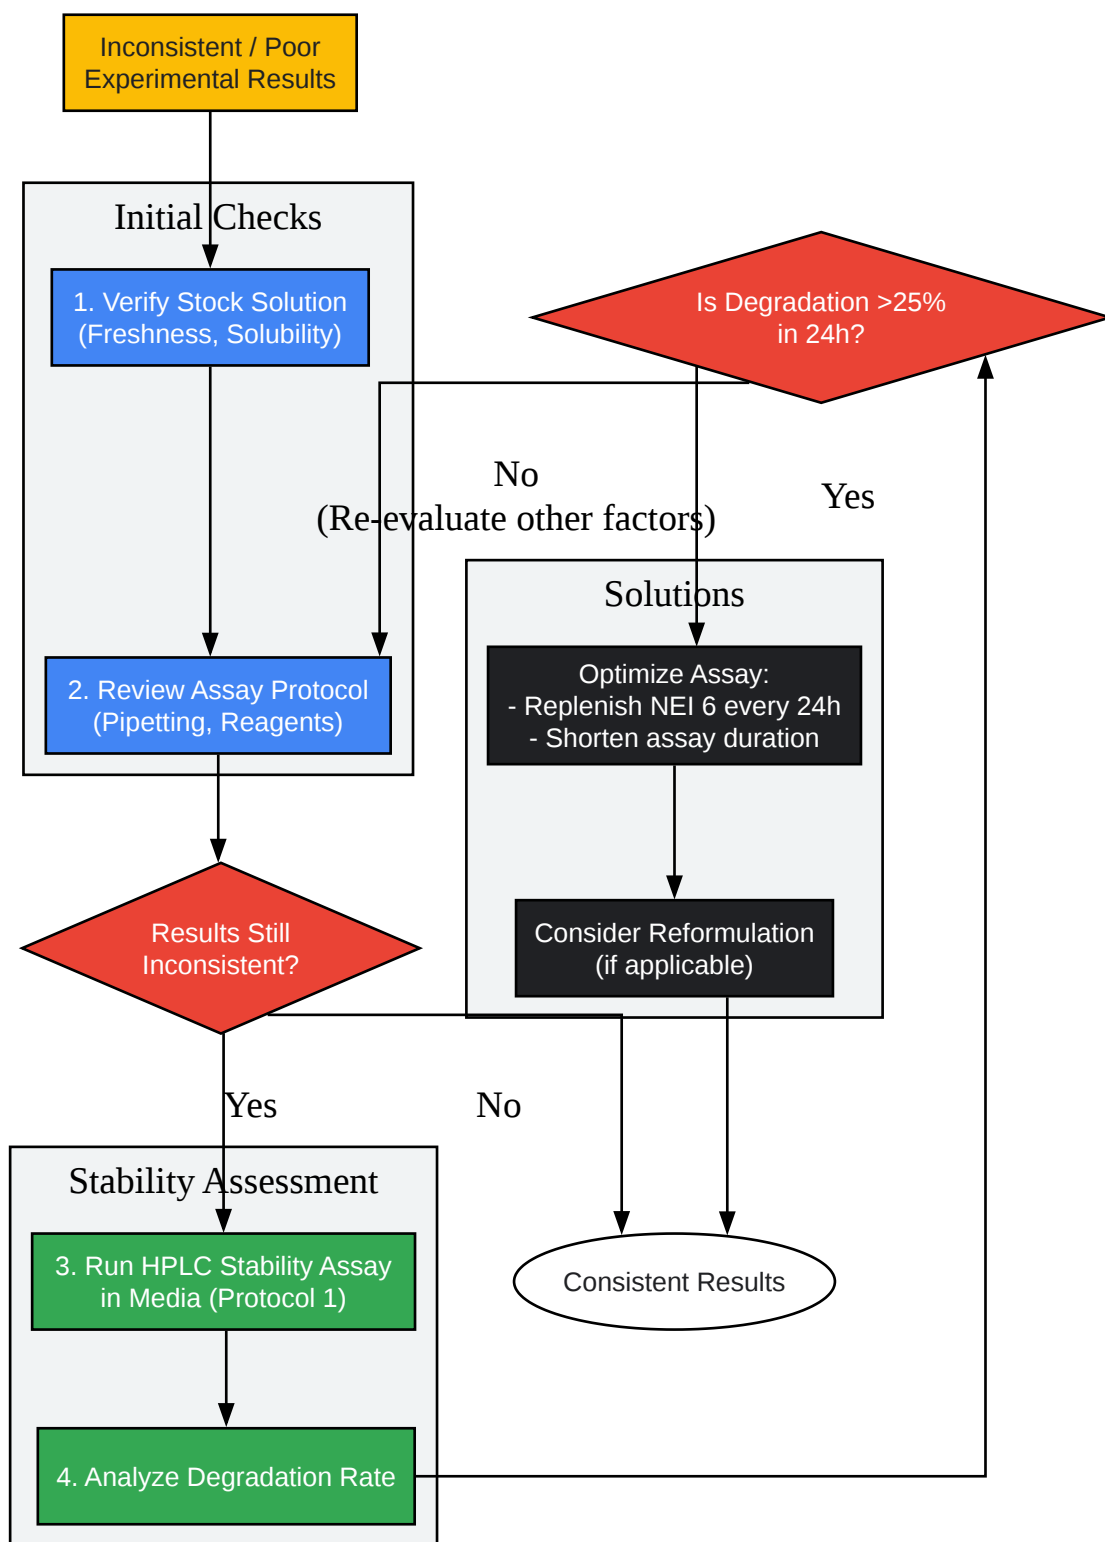 Inconsistent / Poor
Experimental Results
Initial Checks
1. Verify Stock Solution
(Freshness, Solubility)
Is Degradation >25%
in 24h?
No
(Re-evaluate other factors)
Yes
Solutions
Optimize Assay:
- Replenish NEI 6 every 24h
- Shorten assay duration
2. Review Assay Protocol
(Pipetting, Reagents)
Results Still
Inconsistent?
Consider Reformulation
(if applicable)
Yes
No
Stability Assessment
3. Run HPLC Stability Assay
in Media (Protocol 1)
Consistent Results
4. Analyze Degradation Rate